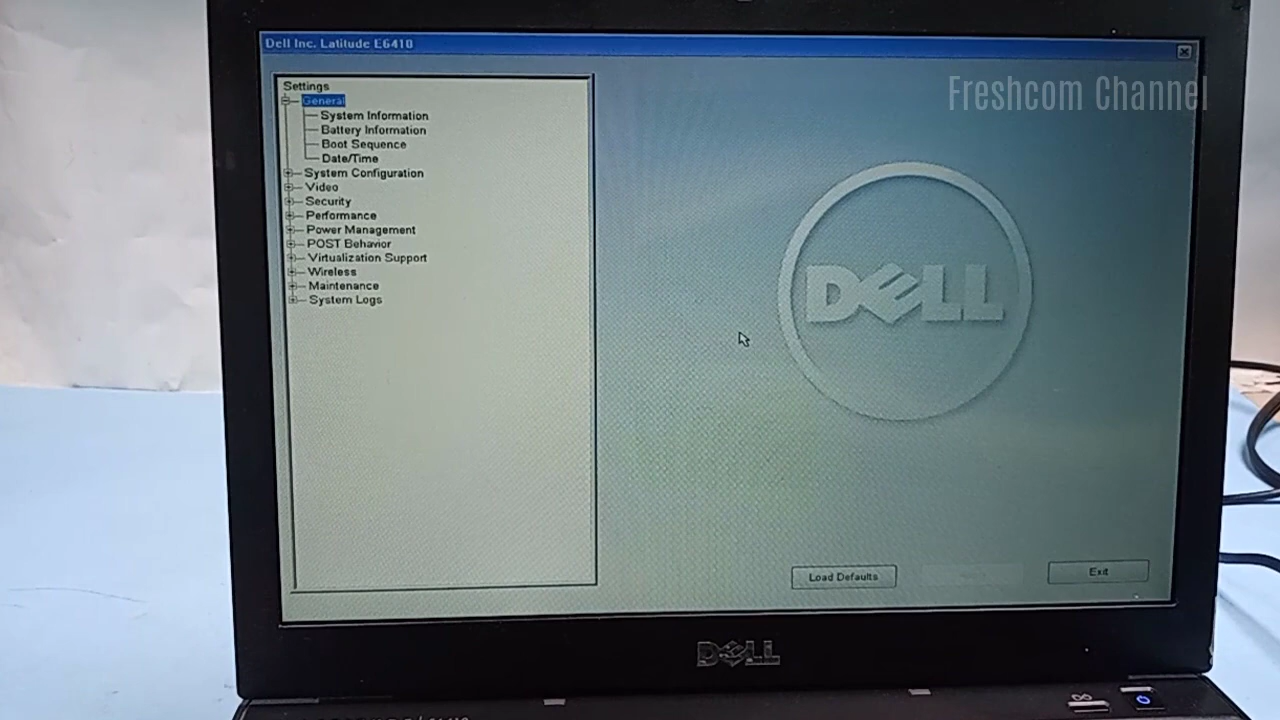 Dell Inc. Latitude E6410
Freshcom Channel
Settings
General
System Information
Battery Information
Boot Sequence
Date/Time
System Configuration
Video
Security
Performance
Power Management
POST Behavior
Virtualization Support
Wireless
Maintenance
System Logs
DELL
Load Defaults
Exit
DELL